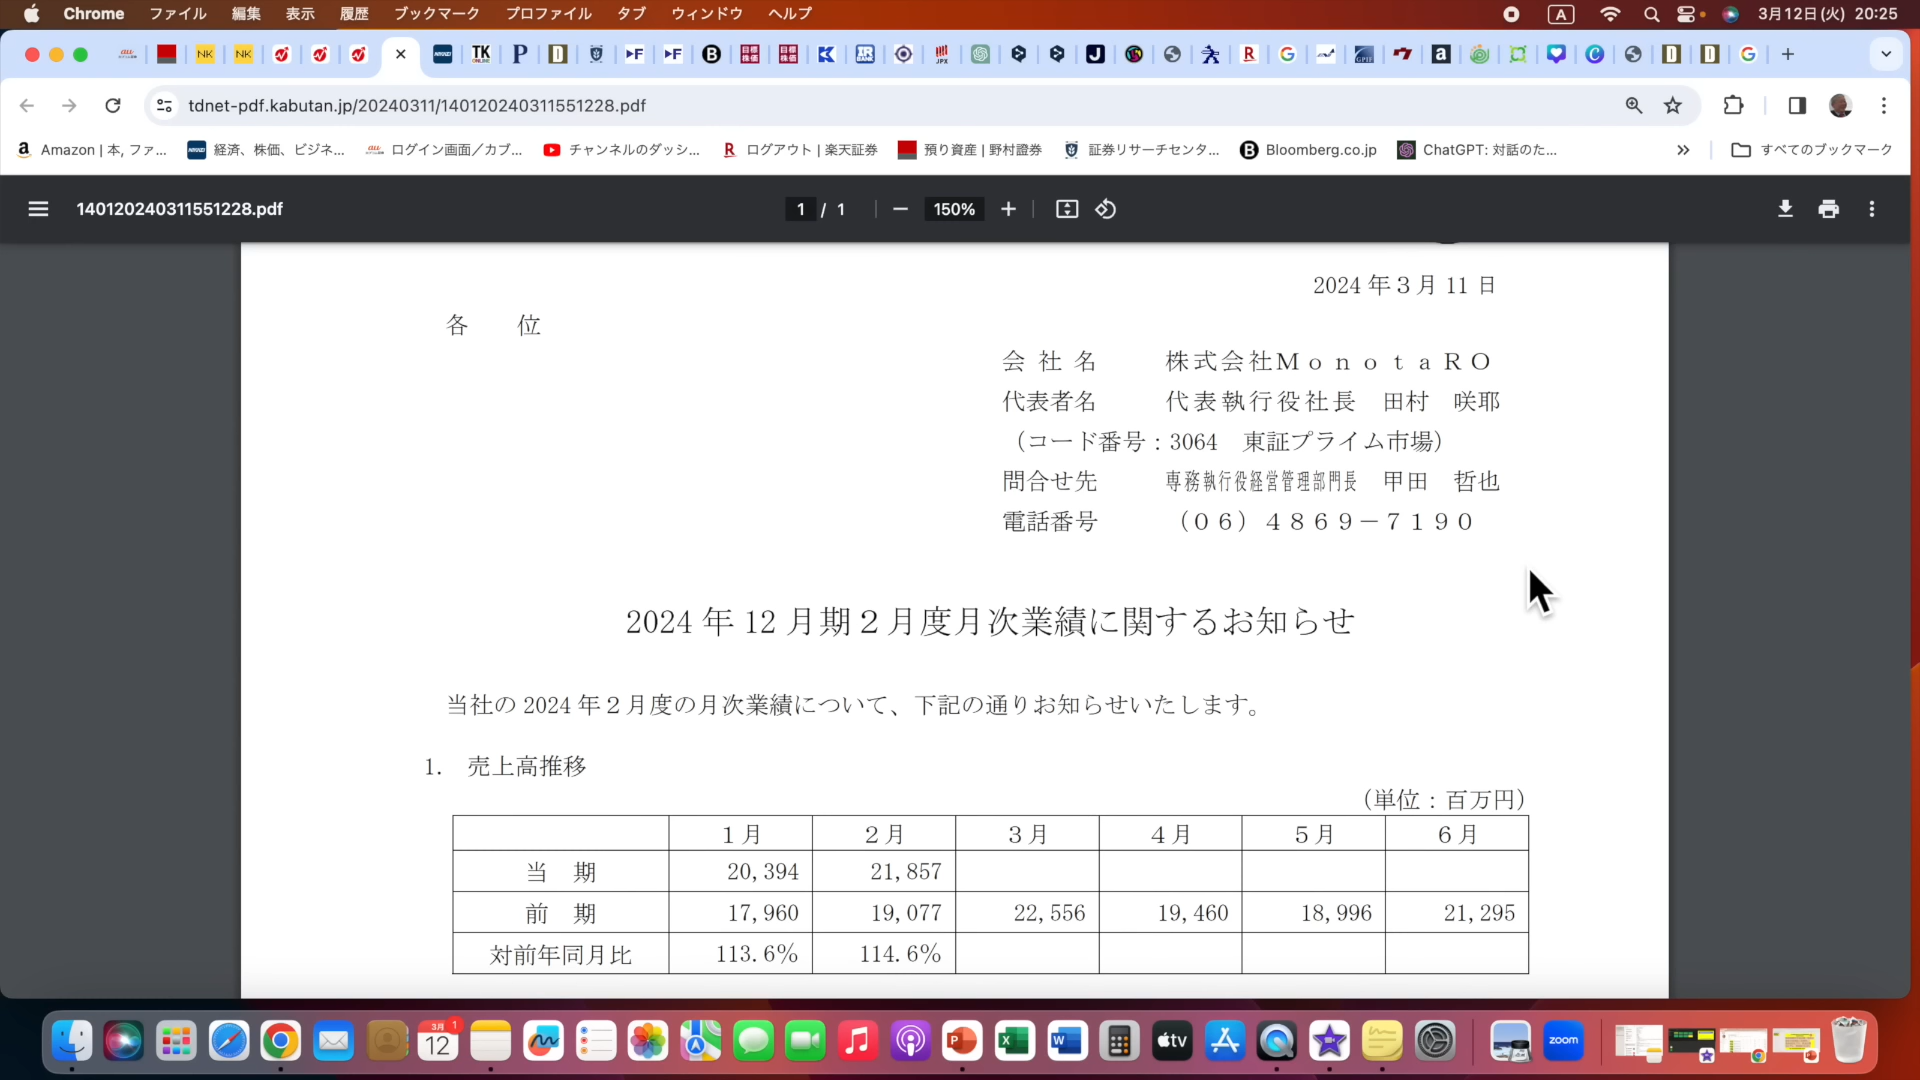 Chrome ファイル 編集 表示 履歴 ブックマーク プロファイル タブ ウィンドウ ヘルプ A 3月12日(火) 20:25
tdnet-pdf.kabutan.jp/20240311/140120240311551228.pdf
Amazon | 本, ファ... 経済、株価、ビジネ... ログイン画面／カブ... チャンネルのダッシ... ログアウト | 楽天証券 預り資産 | 野村證券 証券リサーチセンタ... Bloomberg.co.jp ChatGPT: 対話のた... すべてのブックマーク
140120240311551228.pdf 1 / 1 150%
2024 年 3 月 11 日
各 位
会 社 名 株式会社ＭｏｎｏｔａＲＯ
代表者名 代表執行役社長 田村 咲耶
（コード番号：3064 東証プライム市場）
問合せ先 専務執行役経営管理部門長 甲田 哲也
電話番号 （０６）４８６９－７１９０
2024 年 12 月期２月度月次業績に関するお知らせ
当社の 2024 年２月度の月次業績について、下記の通りお知らせいたします。
1. 売上高推移
（単位：百万円）
１月 ２月 ３月 ４月 ５月 ６月
当 期 20,394 21,857
前 期 17,960 19,077 22,556 19,460 18,996 21,295
対前年同月比 113.6% 114.6%
3月 1 12 tv zoom